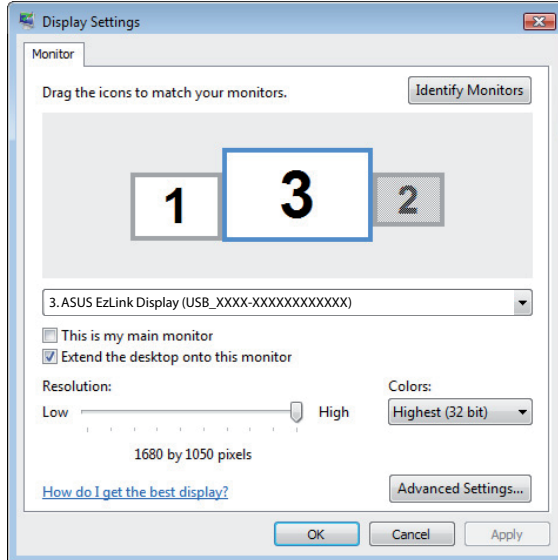 Display Settings
Monitor
Drag the icons to match your monitors.
Identify Monitors
1
3
2
3. ASUS EzLink Display (USB_XXXX-XXXXXXXXXXXX)
This is my main monitor
Extend the desktop onto this monitor
Resolution:
Colors:
Low
High
Highest (32 bit)
1680 by 1050 pixels
How do I get the best display?
Advanced Settings...
OK
Cancel
Apply